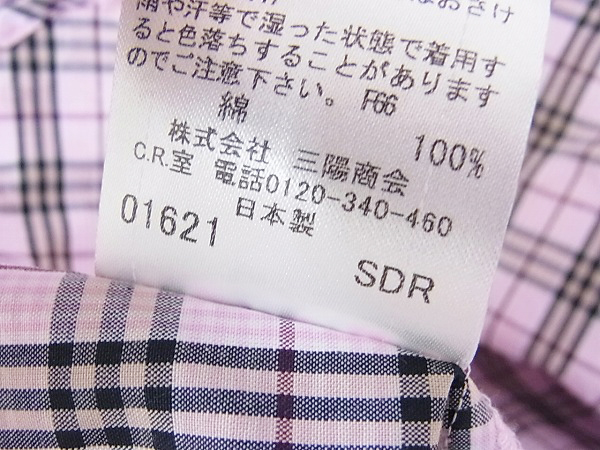 おさけ
雨や汗等で湿った状態で着用す
ると色落ちすることがあります
のでご注意下さい。 F66
綿 100%
株式会社 三陽商会
C.R.室 電話0120-340-460
日本製
01621
SDR